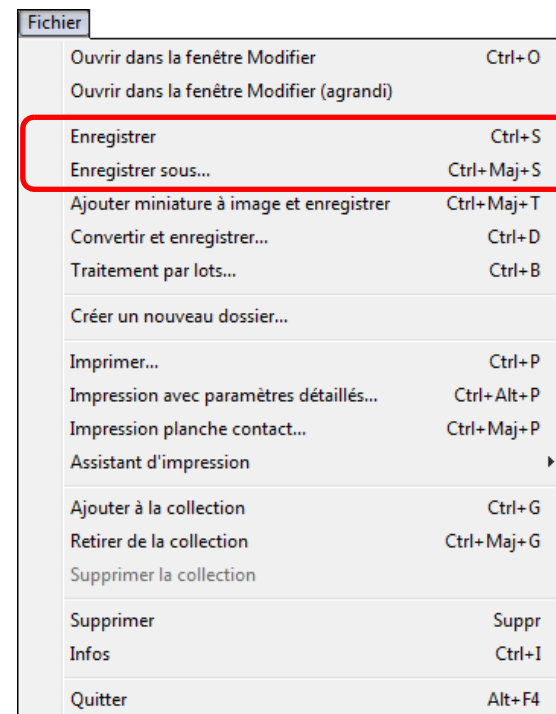 Fichier
Ouvrir dans la fenêtre Modifier Ctrl+O
Ouvrir dans la fenêtre Modifier (agrandi)
Enregistrer Ctrl+S
Enregistrer sous... Ctrl+Maj+S
Ajouter miniature à image et enregistrer Ctrl+Maj+T
Convertir et enregistrer... Ctrl+D
Traitement par lots... Ctrl+B
Créer un nouveau dossier...
Imprimer... Ctrl+P
Impression avec paramètres détaillés... Ctrl+Alt+P
Impression planche contact... Ctrl+Maj+P
Assistant d'impression
Ajouter à la collection Ctrl+G
Retirer de la collection Ctrl+Maj+G
Supprimer la collection
Supprimer Suppr
Infos Ctrl+I
Quitter Alt+F4